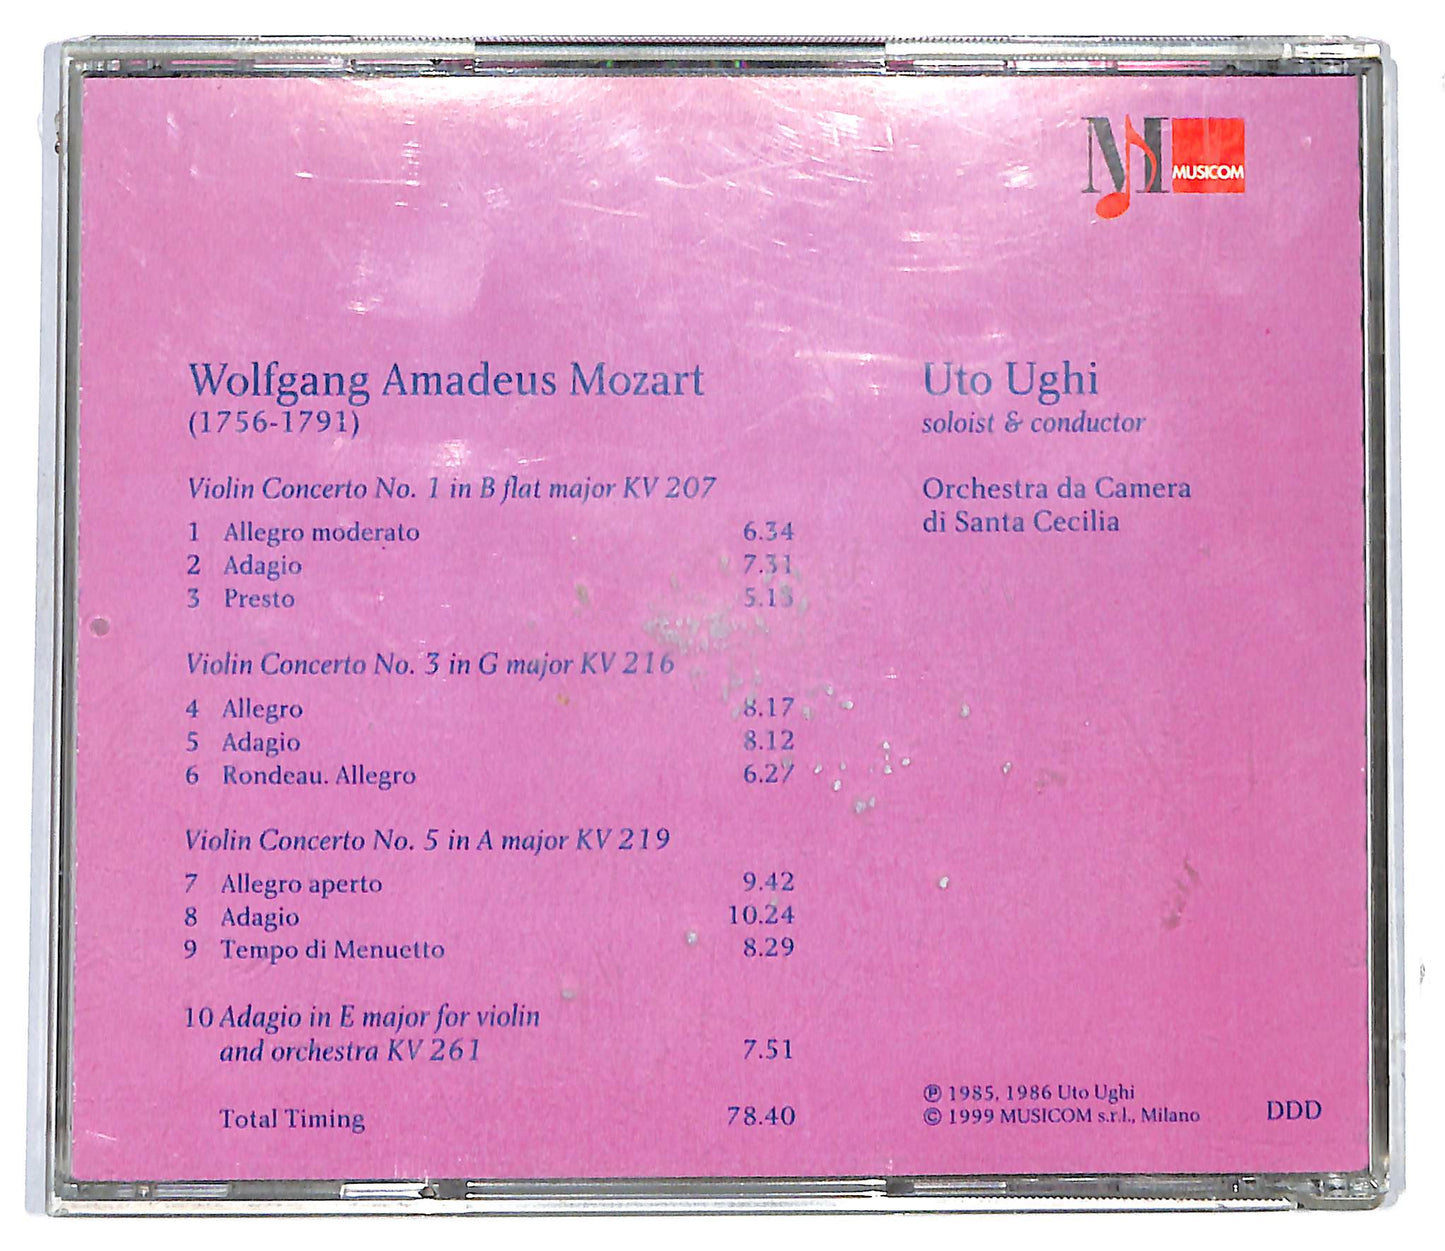 M MUSICOM
Wolfgang Amadeus Mozart
(1756-1791)
Violin Concerto No. 1 in B flat major KV 207
1 Allegro moderato 6.34
2 Adagio 7.31
3 Presto 5.13
Violin Concerto No. 3 in G major KV 216
4 Allegro 8.17
5 Adagio 8.12
6 Rondeau. Allegro 6.27
Violin Concerto No. 5 in A major KV 219
7 Allegro aperto 9.42
8 Adagio 10.24
9 Tempo di Menuetto 8.29
10 Adagio in E major for violin
and orchestra KV 261 7.51
Total Timing 78.40
Uto Ughi
soloist & conductor
Orchestra da Camera
di Santa Cecilia
℗ 1985, 1986 Uto Ughi
© 1999 MUSICOM s.r.l., Milano
DDD